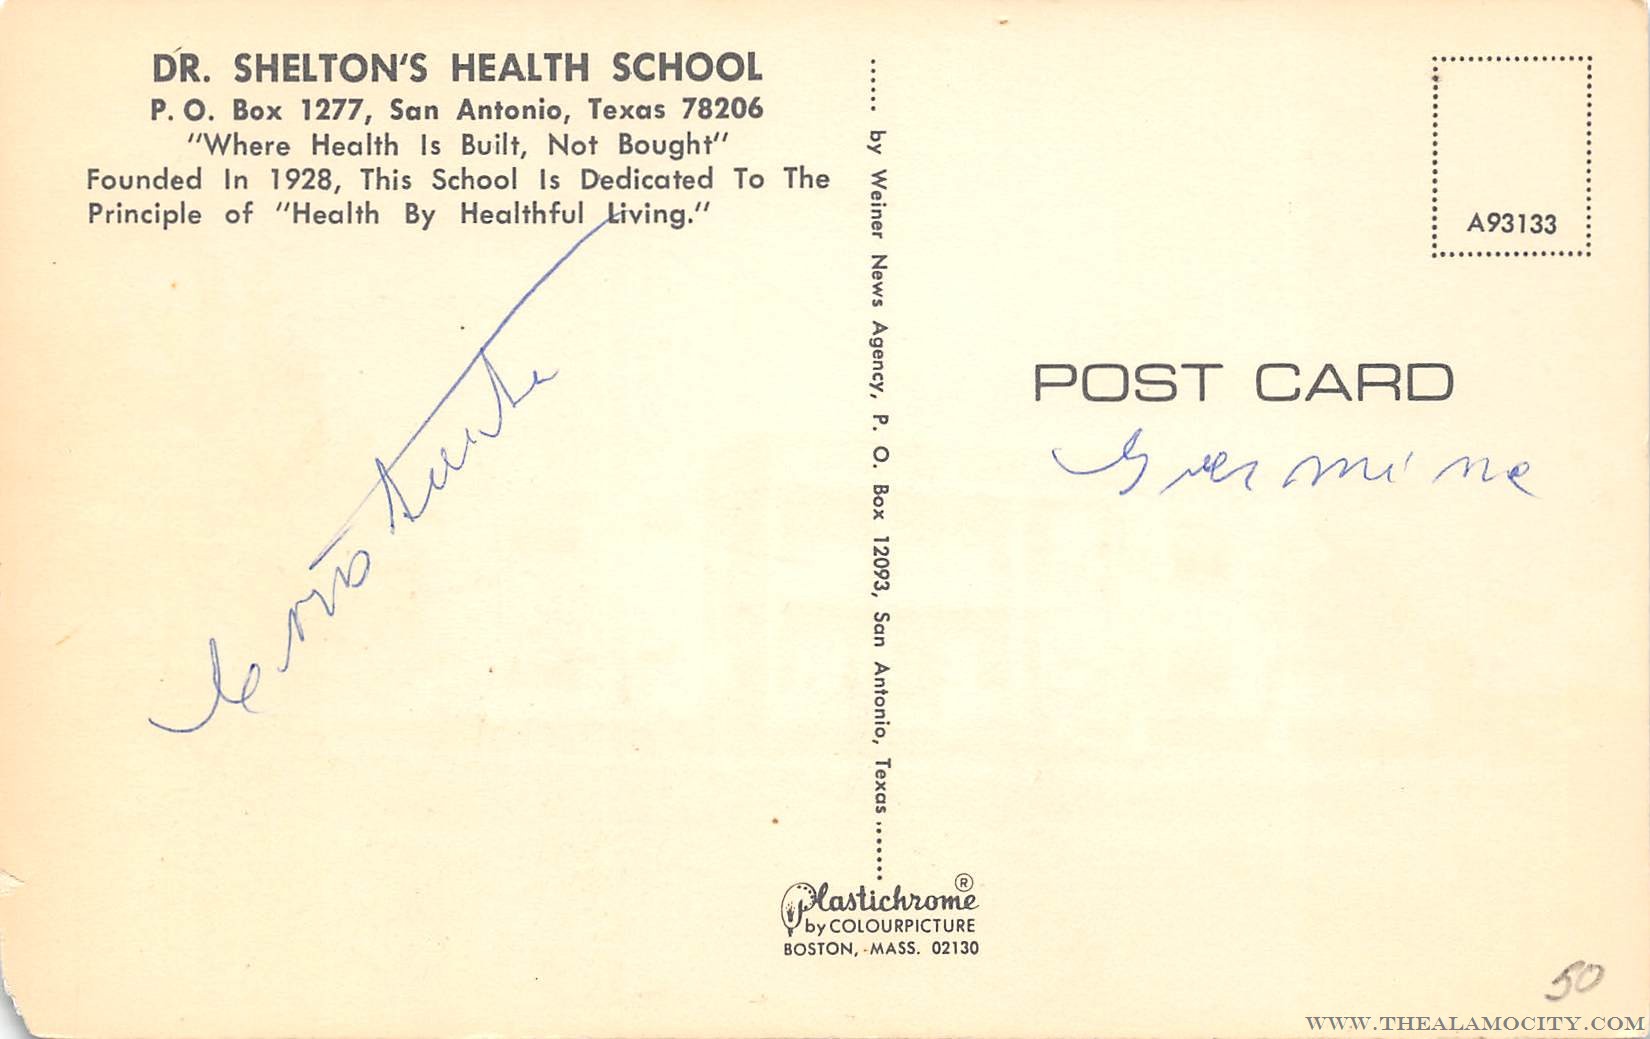 DR. SHELTON'S HEALTH SCHOOL
P. O. Box 1277, San Antonio, Texas 78206
"Where Health Is Built, Not Bought"
Founded In 1928, This School Is Dedicated To The
Principle of "Health By Healthful Living."
by Weiner News Agency, P. O. Box 12093, San Antonio, Texas
A93133
POST CARD
Plastichrome ®
by COLOURPICTURE
BOSTON, MASS. 02130
50
WWW.THEALAMOCITY.COM